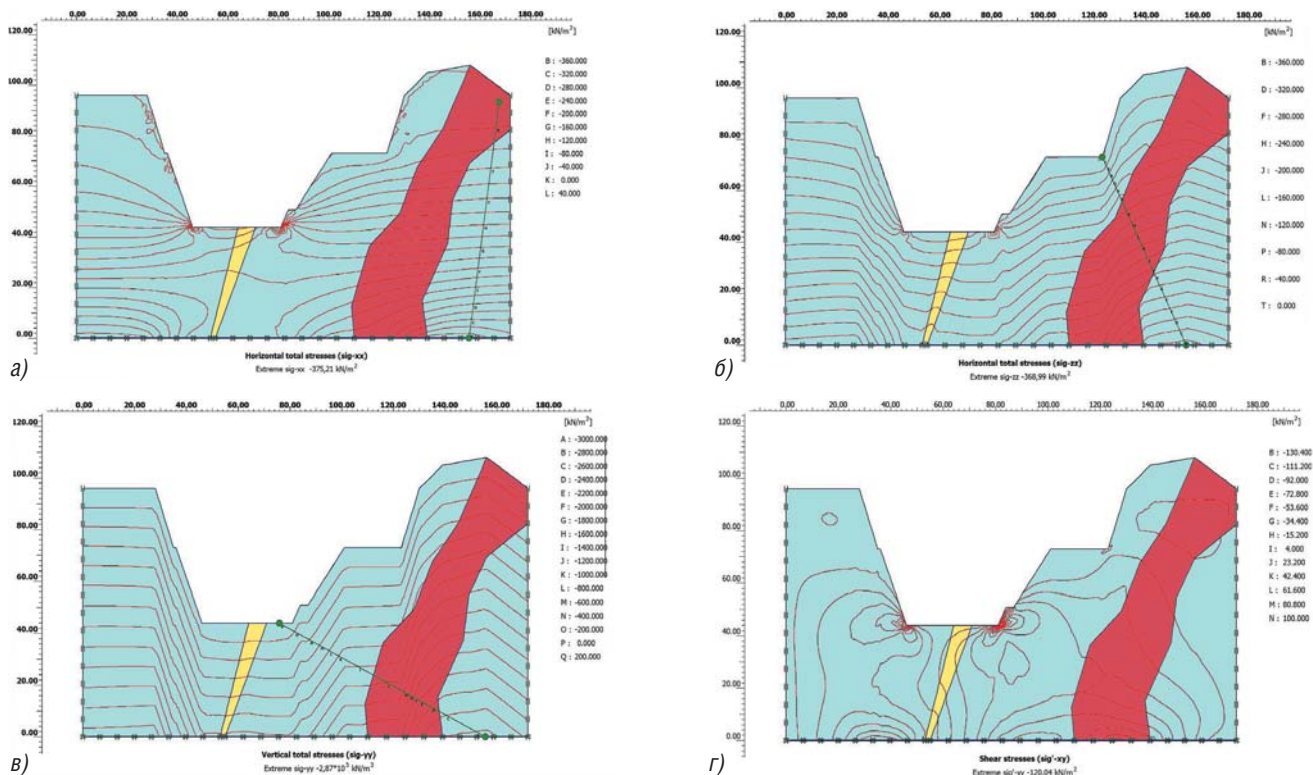 0,00 20,00 40,00 60,00 80,00 100,00 120,00 140,00 160,00 180,00
[kN/m²]
120.00
100.00
80.00
60.00
40.00
20.00
0.00
B : -360.000
C : -320.000
D : -280.000
E : -240.000
F : -200.000
G : -160.000
H : -120.000
I : -80.000
J : -40.000
K : 0.000
L : 40.000
Horizontal total stresses (sig-xx)
Extreme sig-xx -375,21 kN/m²
а)
0.00 20.00 40.00 60.00 80.00 100.00 120.00 140.00 160.00 180.00
[kN/m²]
120.00
100.00
80.00
60.00
40.00
20.00
0.00
B : -360.000
D : -320.000
F : -280.000
H : -240.000
J : -200.000
L : -160.000
N : -120.000
P : -80.000
R : -40.000
T : 0.000
Horizontal total stresses (sig-zz)
Extreme sig-zz -368,99 kN/m²
б)
0,00 20,00 40,00 60,00 80,00 100,00 120,00 140,00 160,00 180.00
[kN/m²]
120.00
100.00
80.00
60.00
40.00
20.00
0.00
A : -3000.000
B : -2800.000
C : -2600.000
D : -2400.000
E : -2200.000
F : -2000.000
G : -1800.000
H : -1600.000
I : -1400.000
J : -1200.000
K : -1000.000
L : -800.000
M : -600.000
N : -400.000
O : -200.000
P : 0.000
Q : 200.000
Vertical total stresses (sig-yy)
Extreme sig-yy -2,87*10³ kN/m²
в)
0,00 20,00 40,00 60,00 80,00 100,00 120,00 140,00 160,00 180.00
[kN/m²]
120.00
100.00
80.00
60.00
40.00
20.00
0.00
B : -130.400
C : -111.200
D : -92.000
E : -72.800
F : -53.600
G : -34.400
H : -15.200
I : 4.000
J : 23.200
K : 42.400
L : 61.600
M : 80.800
N : 100.000
Shear stresses (sig'-xy)
Extreme sig'-xy -120,04 kN/m²
г)